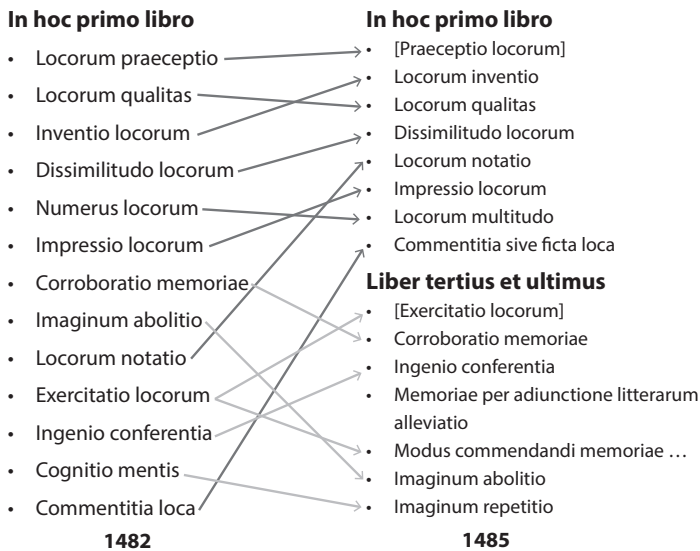 In hoc primo libro
• Locorum praeceptio
• Locorum qualitas
• Inventio locorum
• Dissimilitudo locorum
• Numerus locorum
• Impressio locorum
• Corroboratio memoriae
• Imaginum abolitio
• Locorum notatio
• Exercitatio locorum
• Ingenio conferentia
• Cognitio mentis
• Commentitia loca
1482
In hoc primo libro
• [Praeceptio locorum]
• Locorum inventio
• Locorum qualitas
• Dissimilitudo locorum
• Locorum notatio
• Impressio locorum
• Locorum multitudo
• Commentitia sive ficta loca
Liber tertius et ultimus
• [Exercitatio locorum]
• Corroboratio memoriae
• Ingenio conferentia
• Memoriae per adiunctione litterarum
alleviatio
• Modus commendandi memoriae …
• Imaginum abolitio
• Imaginum repetitio
1485